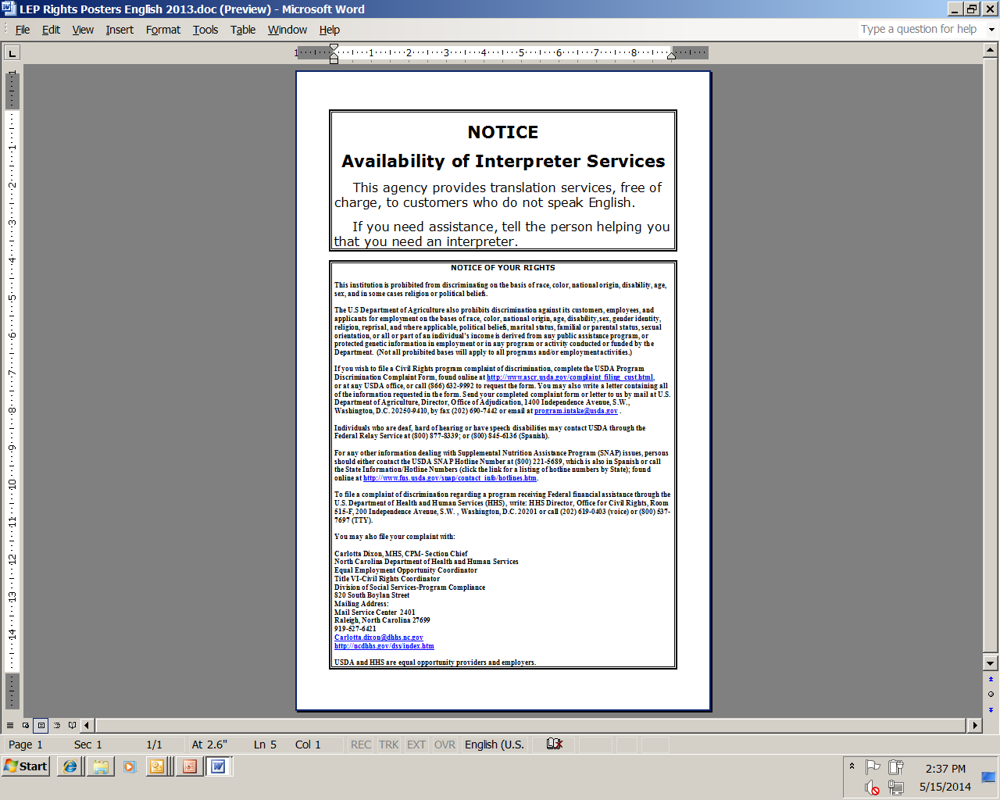 LEP Rights Posters English 2013.doc (Preview) - Microsoft Word
File Edit View Insert Format Tools Table Window Help Type a question for help
1 1 2 3 4 5 6 7 8
NOTICE
Availability of Interpreter Services
This agency provides translation services, free of
charge, to customers who do not speak English.
If you need assistance, tell the person helping you
that you need an interpreter.
NOTICE OF YOUR RIGHTS
This institution is prohibited from discriminating on the basis of race, color, national origin, disability, age,
sex, and in some cases religion or political beliefs.
The U.S Department of Agriculture also prohibits discrimination against its customers, employees, and
applicants for employment on the bases of race, color, national origin, age, disability, sex, gender identity,
religion, reprisal, and where applicable, political beliefs, marital status, familial or parental status, sexual
orientation, or all or part of an individual's income is derived from any public assistance program, or
protected genetic information in employment or in any program or activity conducted or funded by the
Department. (Not all prohibited bases will apply to all programs and/or employment activities.)
If you wish to file a Civil Rights program complaint of discrimination, complete the USDA Program
Discrimination Complaint Form, found online at http://www.ascr.usda.gov/complaint_filing_cust.html,
or at any USDA office, or call (866) 632-9992 to request the form. You may also write a letter containing all
of the information requested in the form. Send your completed complaint form or letter to us by mail at U.S.
Department of Agriculture, Director, Office of Adjudication, 1400 Independence Avenue, S.W.,
Washington, D.C. 20250-9410, by fax (202) 690-7442 or email at program.intake@usda.gov .
Individuals who are deaf, hard of hearing or have speech disabilities may contact USDA through the
Federal Relay Service at (800) 877-8339; or (800) 845-6136 (Spanish).
For any other information dealing with Supplemental Nutrition Assistance Program (SNAP) issues, persons
should either contact the USDA SNAP Hotline Number at (800) 221-5689, which is also in Spanish or call
the State Information/Hotline Numbers (click the link for a listing of hotline numbers by State); found
online at http://www.fns.usda.gov/snap/contact_info/hotlines.htm.
To file a complaint of discrimination regarding a program receiving Federal financial assistance through the
U.S. Department of Health and Human Services (HHS), write: HHS Director, Office for Civil Rights, Room
515-F, 200 Independence Avenue, S.W. , Washington, D.C. 20201 or call (202) 619-0403 (voice) or (800) 537-
7697 (TTY).
You may also file your complaint with:
Carlotta Dixon, MHS, CPM- Section Chief
North Carolina Department of Health and Human Services
Equal Employment Opportunity Coordinator
Title VI-Civil Rights Coordinator
Division of Social Services-Program Compliance
820 South Boylan Street
Mailing Address:
Mail Service Center 2401
Raleigh, North Carolina 27699
919-527-6421
Carlotta.dixon@dhhs.nc.gov
http://ncdhhs.gov/dss/index.htm
USDA and HHS are equal opportunity providers and employers.
1 1 2 3 4 5 6 7 8 9 10 11 12 13 14
Page 1 Sec 1 1/1 At 2.6" Ln 5 Col 1 REC TRK EXT OVR English (U.S.
Start 2:37 PM
5/15/2014